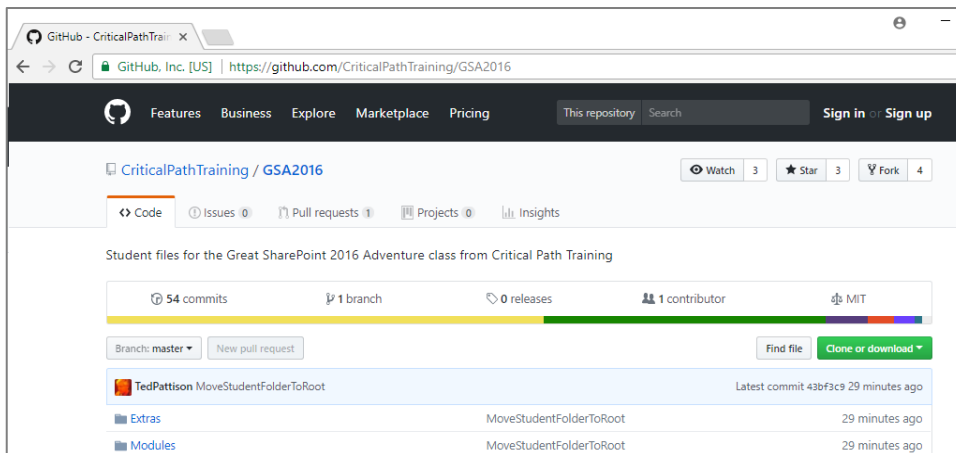 GitHub - CriticalPathTrain
GitHub, Inc. [US] | https://github.com/CriticalPathTraining/GSA2016
Features Business Explore Marketplace Pricing This repository Search Sign in or Sign up
CriticalPathTraining / GSA2016 Watch 3 Star 3 Fork 4
Code Issues 0 Pull requests 1 Projects 0 Insights
Student files for the Great SharePoint 2016 Adventure class from Critical Path Training
54 commits 1 branch 0 releases 1 contributor MIT
Branch: master New pull request Find file Clone or download
TedPattison MoveStudentFolderToRoot Latest commit 43bf3c9 29 minutes ago
Extras MoveStudentFolderToRoot 29 minutes ago
Modules MoveStudentFolderToRoot 29 minutes ago